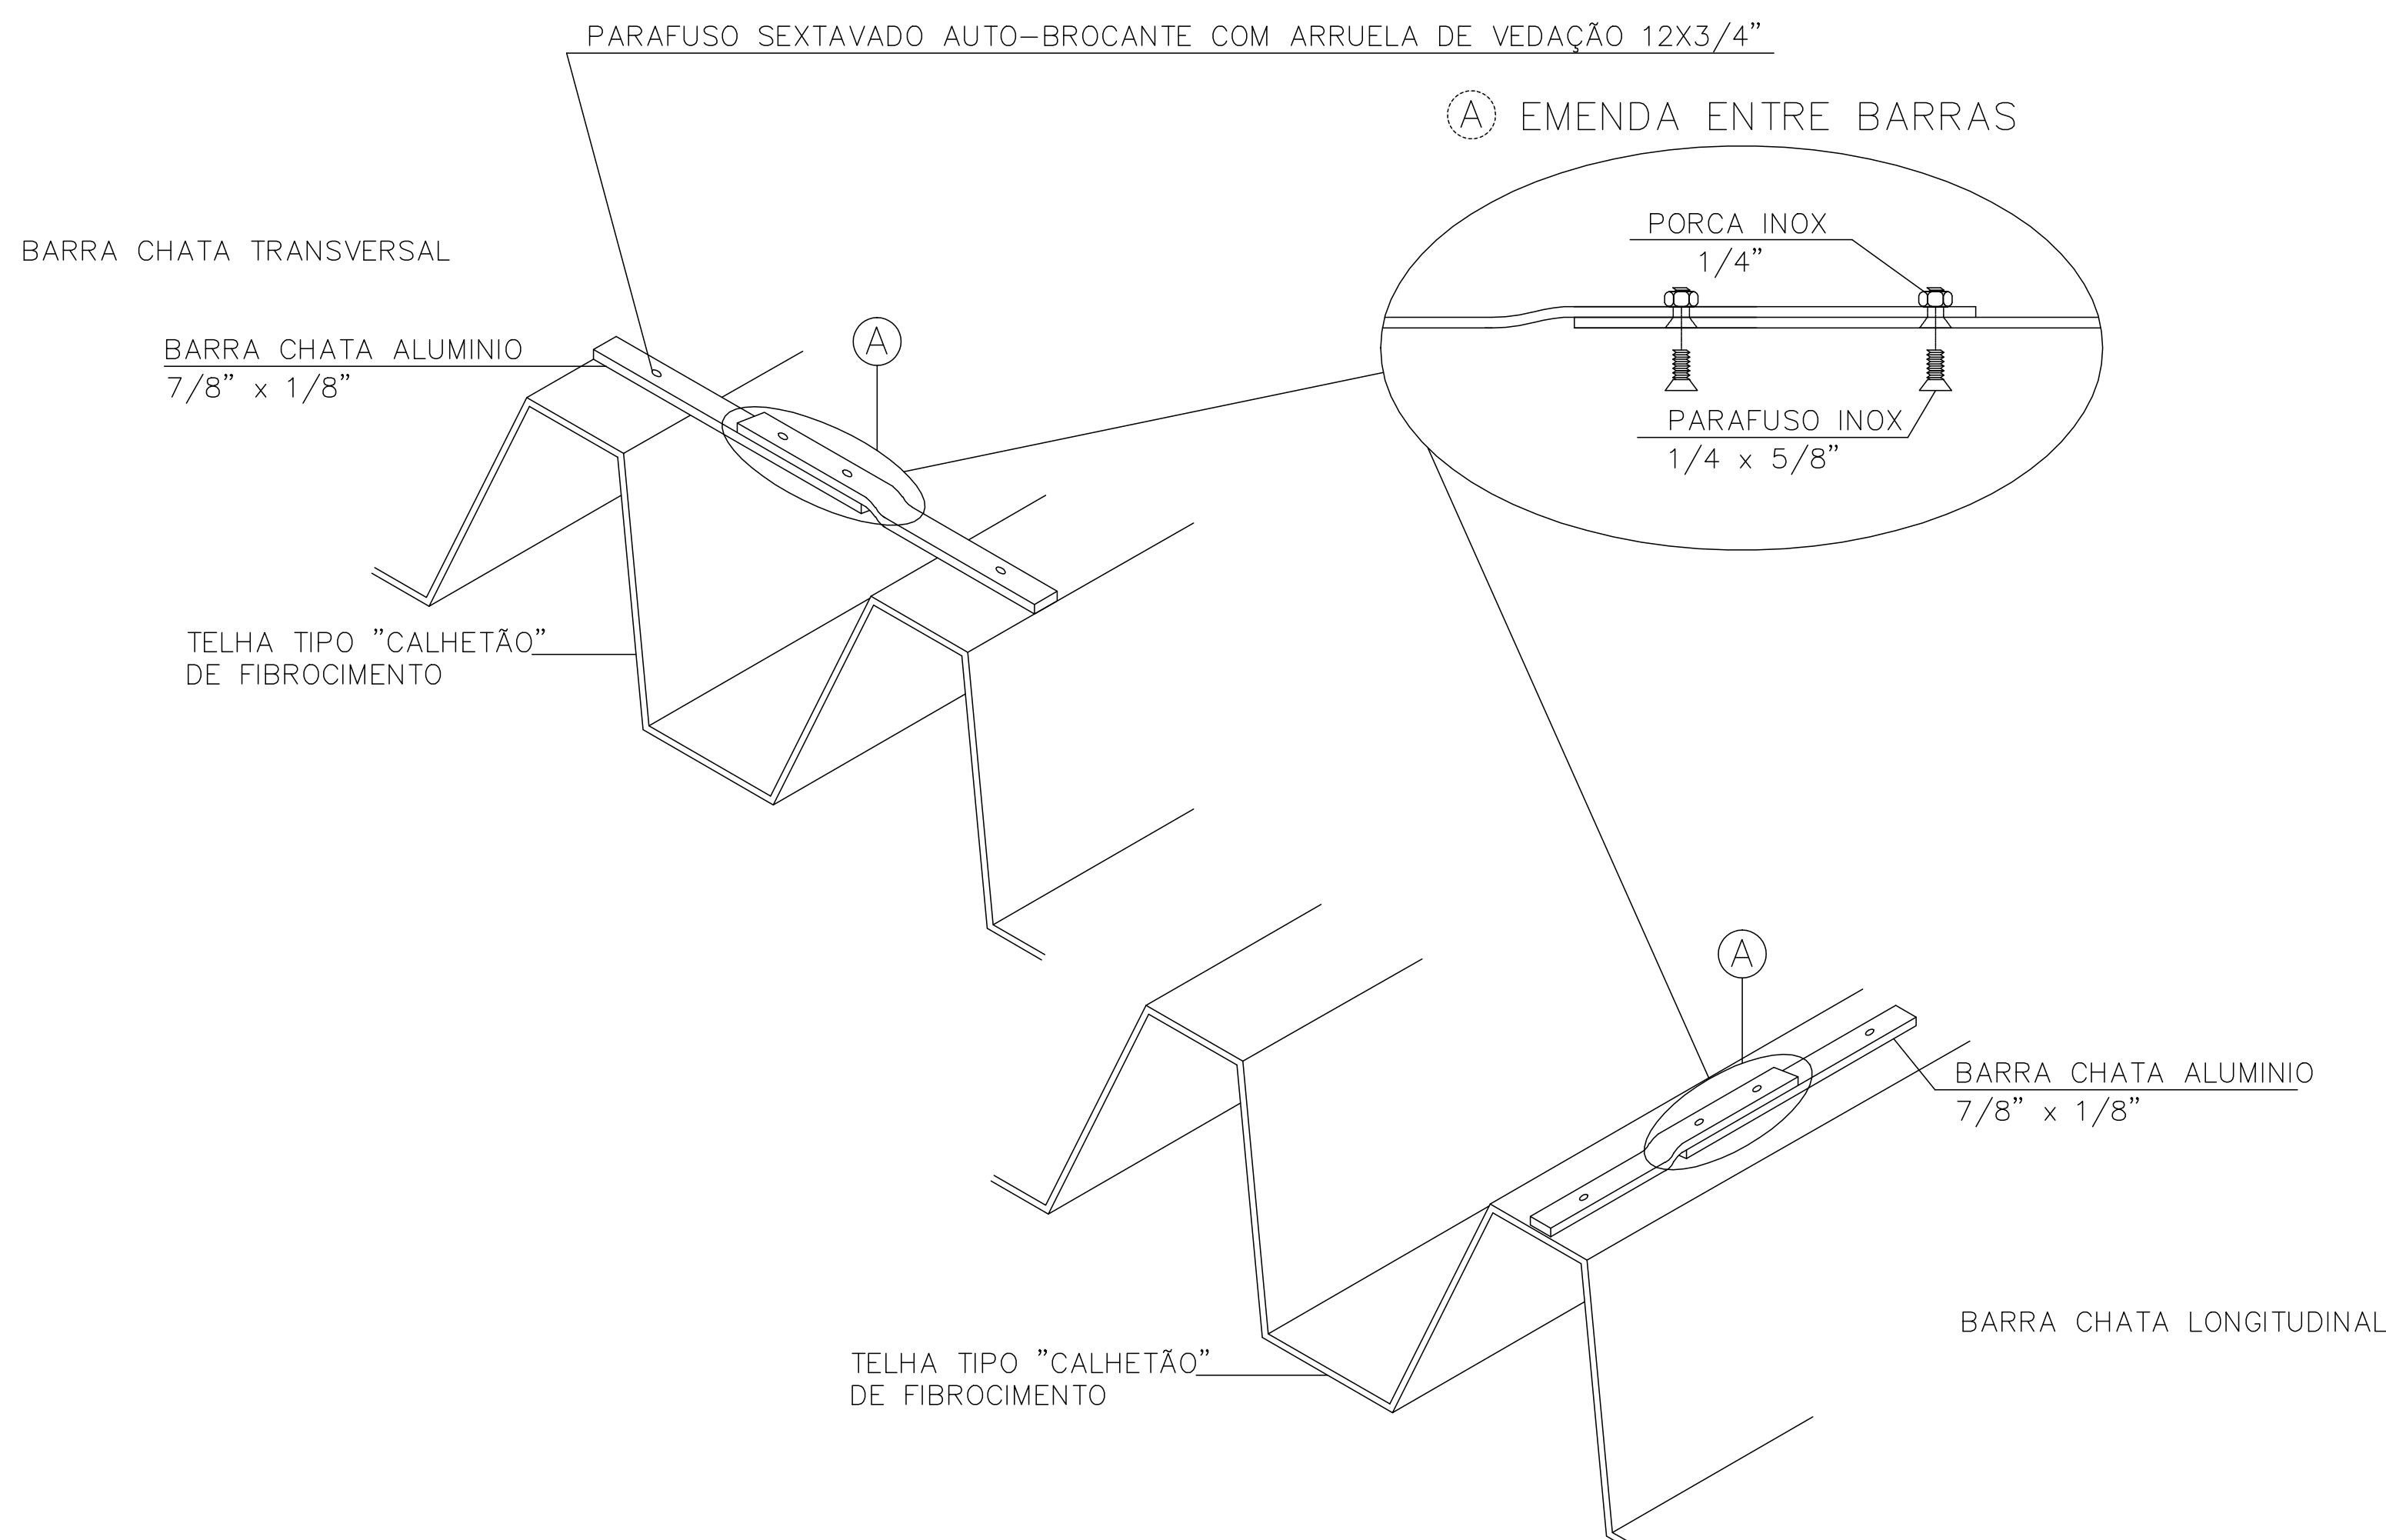 PARAFUSO SEXTAVADO AUTO-BROCANTE COM ARRUELA DE VEDAÇÃO 12X3/4"
A EMENDA ENTRE BARRAS
PORCA INOX
1/4"
PARAFUSO INOX
1/4 x 5/8"
BARRA CHATA TRANSVERSAL
BARRA CHATA ALUMINIO
7/8" x 1/8"
A
TELHA TIPO "CALHETÃO"
DE FIBROCIMENTO
A
BARRA CHATA ALUMINIO
7/8" x 1/8"
BARRA CHATA LONGITUDINAL
TELHA TIPO "CALHETÃO"
DE FIBROCIMENTO